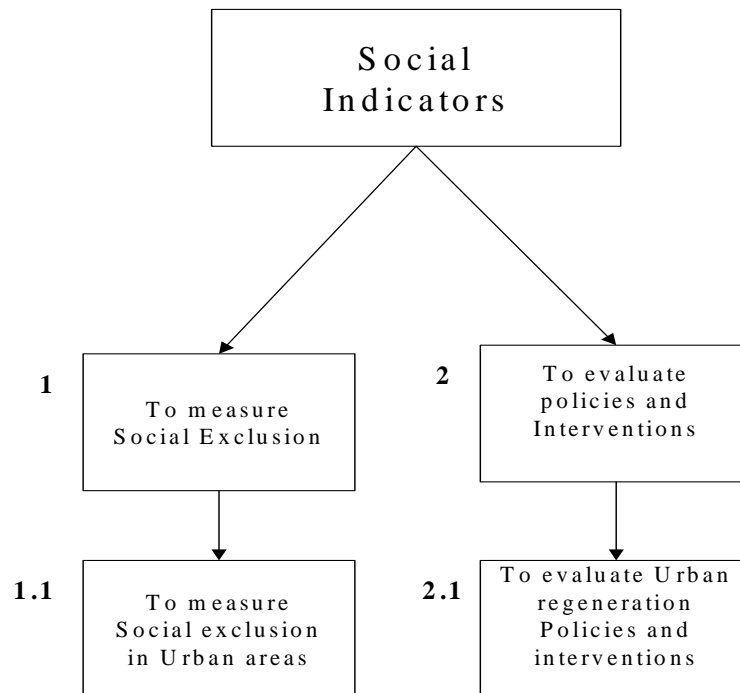 Social
Indicators
1
To measure
Social Exclusion
2
To evaluate
policies and
Interventions
1.1
To measure
Social exclusion
in Urban areas
2.1
To evaluate Urban
regeneration
Policies and
interventions